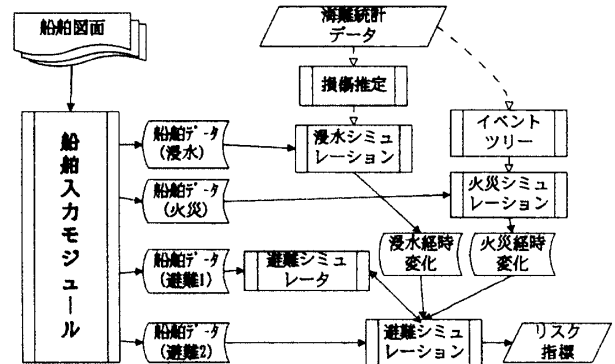 船舶図面
海難統計
データ
損傷推定
船舶入力モジュール
船舶データ
(浸水)
浸水シミュ
レーション
イベント
ツリー
船舶データ
(火災)
火災シミュ
レーション
浸水経時
変化
火災経時
変化
船舶データ
(避難1)
避難シミュ
レータ
船舶データ
(避難2)
避難シミュ
レーション
リスク
指標